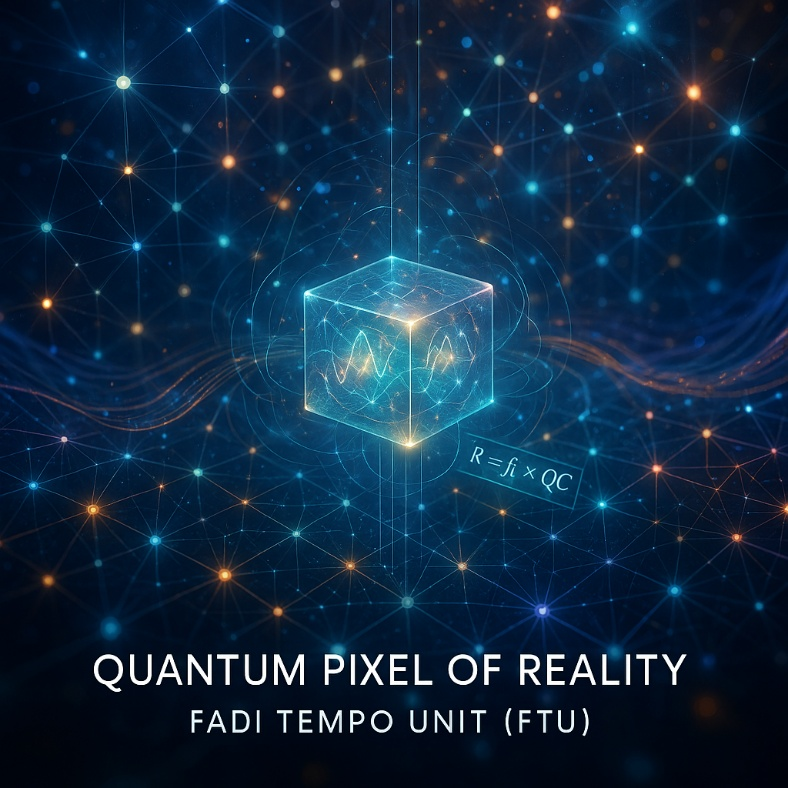 R = fi × QC
QUANTUM PIXEL OF REALITY
FADI TEMPO UNIT (FTU)